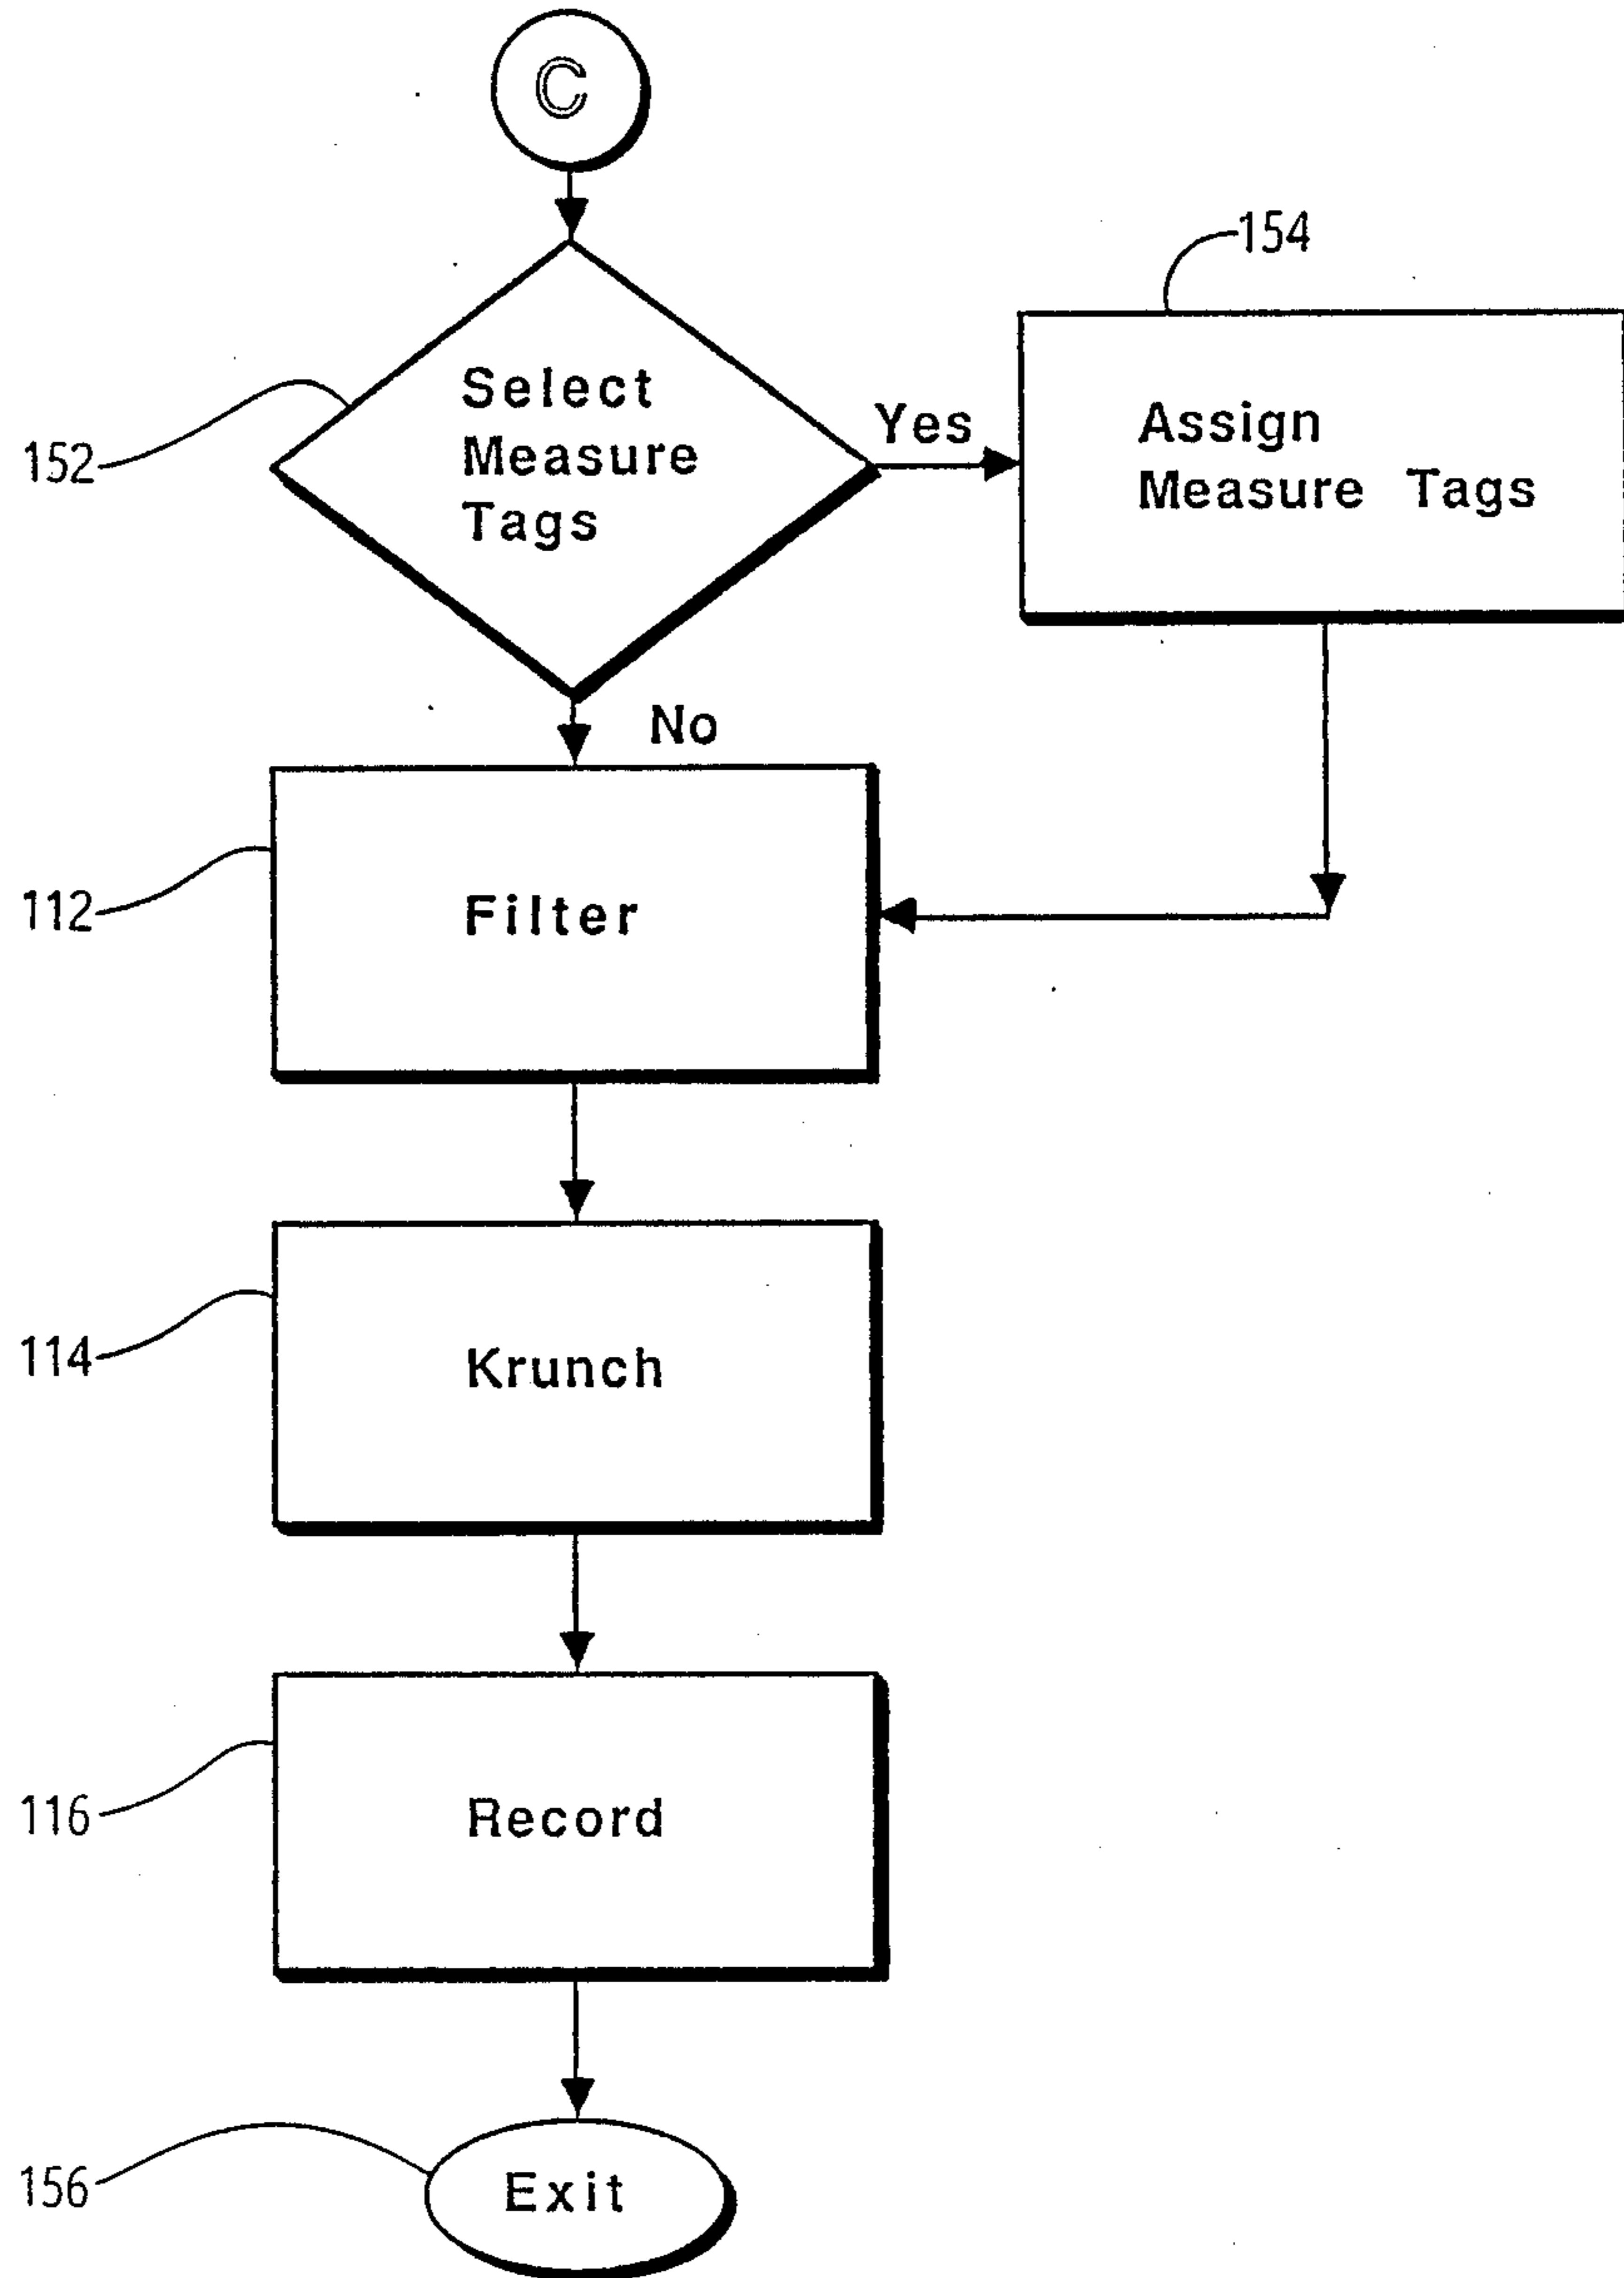 C
154
Select
Measure
Tags
152
Yes
Assign
Measure Tags
No
112
Filter
114
Krunch
116
Record
156
Exit